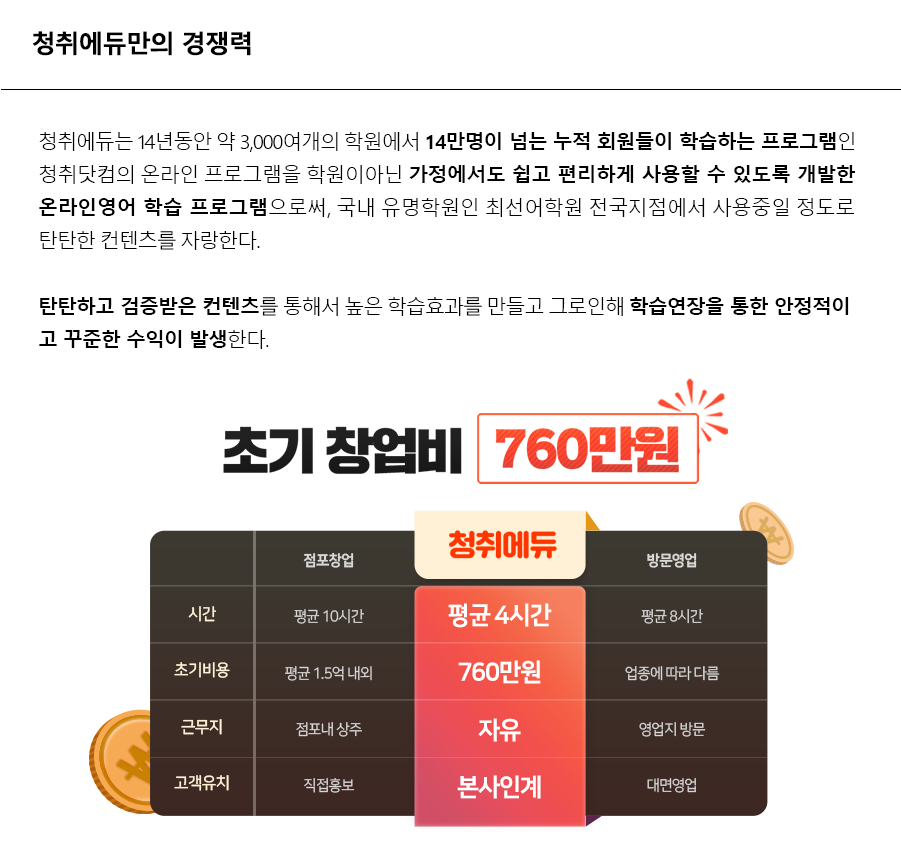 청취에듀만의 경쟁력
청취에듀는 14년동안 약 3,000여개의 학원에서 14만명이 넘는 누적 회원들이 학습하는 프로그램인
청취닷컴의 온라인 프로그램을 학원이아닌 가정에서도 쉽고 편리하게 사용할 수 있도록 개발한
온라인영어 학습 프로그램으로써, 국내 유명학원인 최선어학원 전국지점에서 사용중일 정도로
탄탄한 컨텐츠를 자랑한다.
탄탄하고 검증받은 컨텐츠를 통해서 높은 학습효과를 만들고 그로인해 학습연장을 통한 안정적이
고 꾸준한 수익이 발생한다.
초기 창업비 760만원
점포창업 청취에듀 방문영업
시간 평균 10시간 평균 4시간 평균 8시간
초기비용 평균 1.5억 내외 760만원 업종에 따라 다름
근무지 점포내 상주 자유 영업지 방문
고객유치 직접홍보 본사인계 대면영업